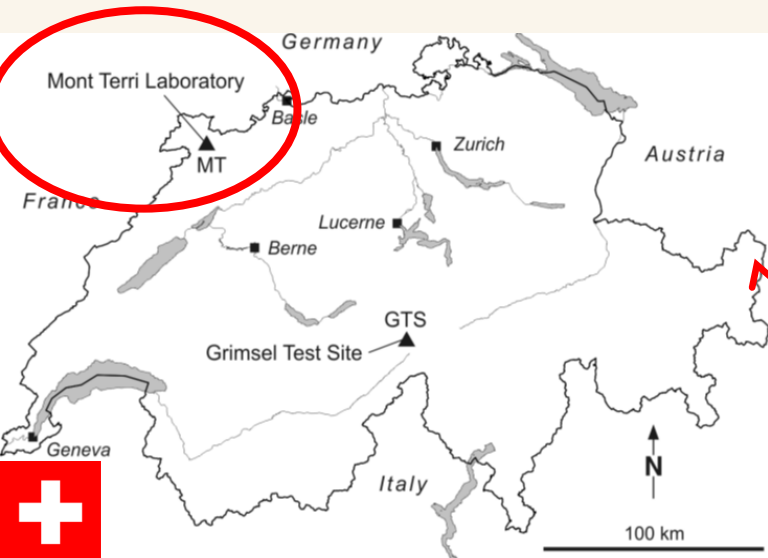 Germany
Mont Terri Laboratory
Basle
MT
Zurich
Austria
France
Lucerne
Berne
GTS
Grimsel Test Site
Geneva
Italy
N
100 km